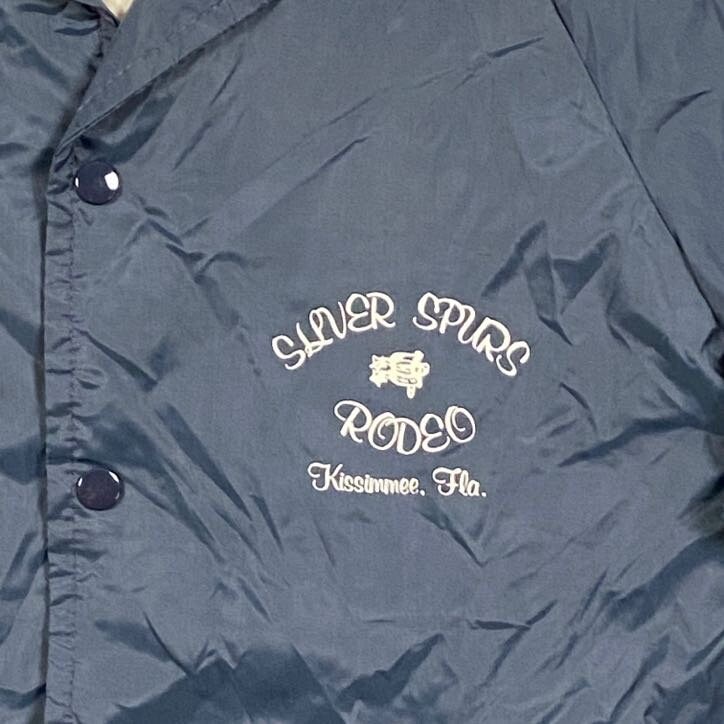 SILVER SPURS
RODEO
Kissimmee, Fla.